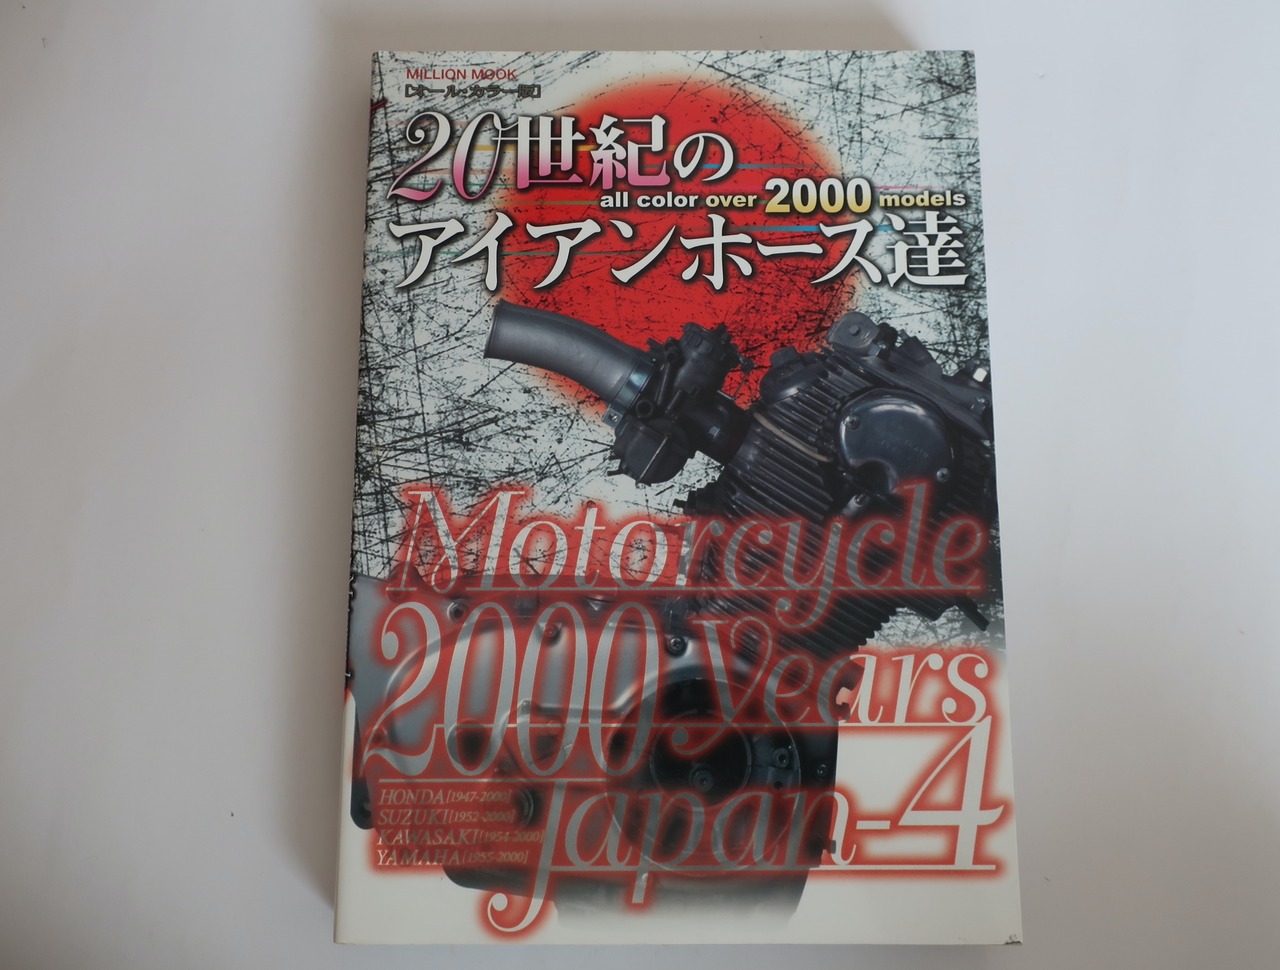 MILLION MOOK
[オール・カラー版]
20世紀の
all color over 2000 models
アイアンホース達
Motorcycle
2000 Years
Japan-4
HONDA[1947-2000]
SUZUKI[1952-2000]
KAWASAKI[1954-2000]
YAMAHA[1955-2000]